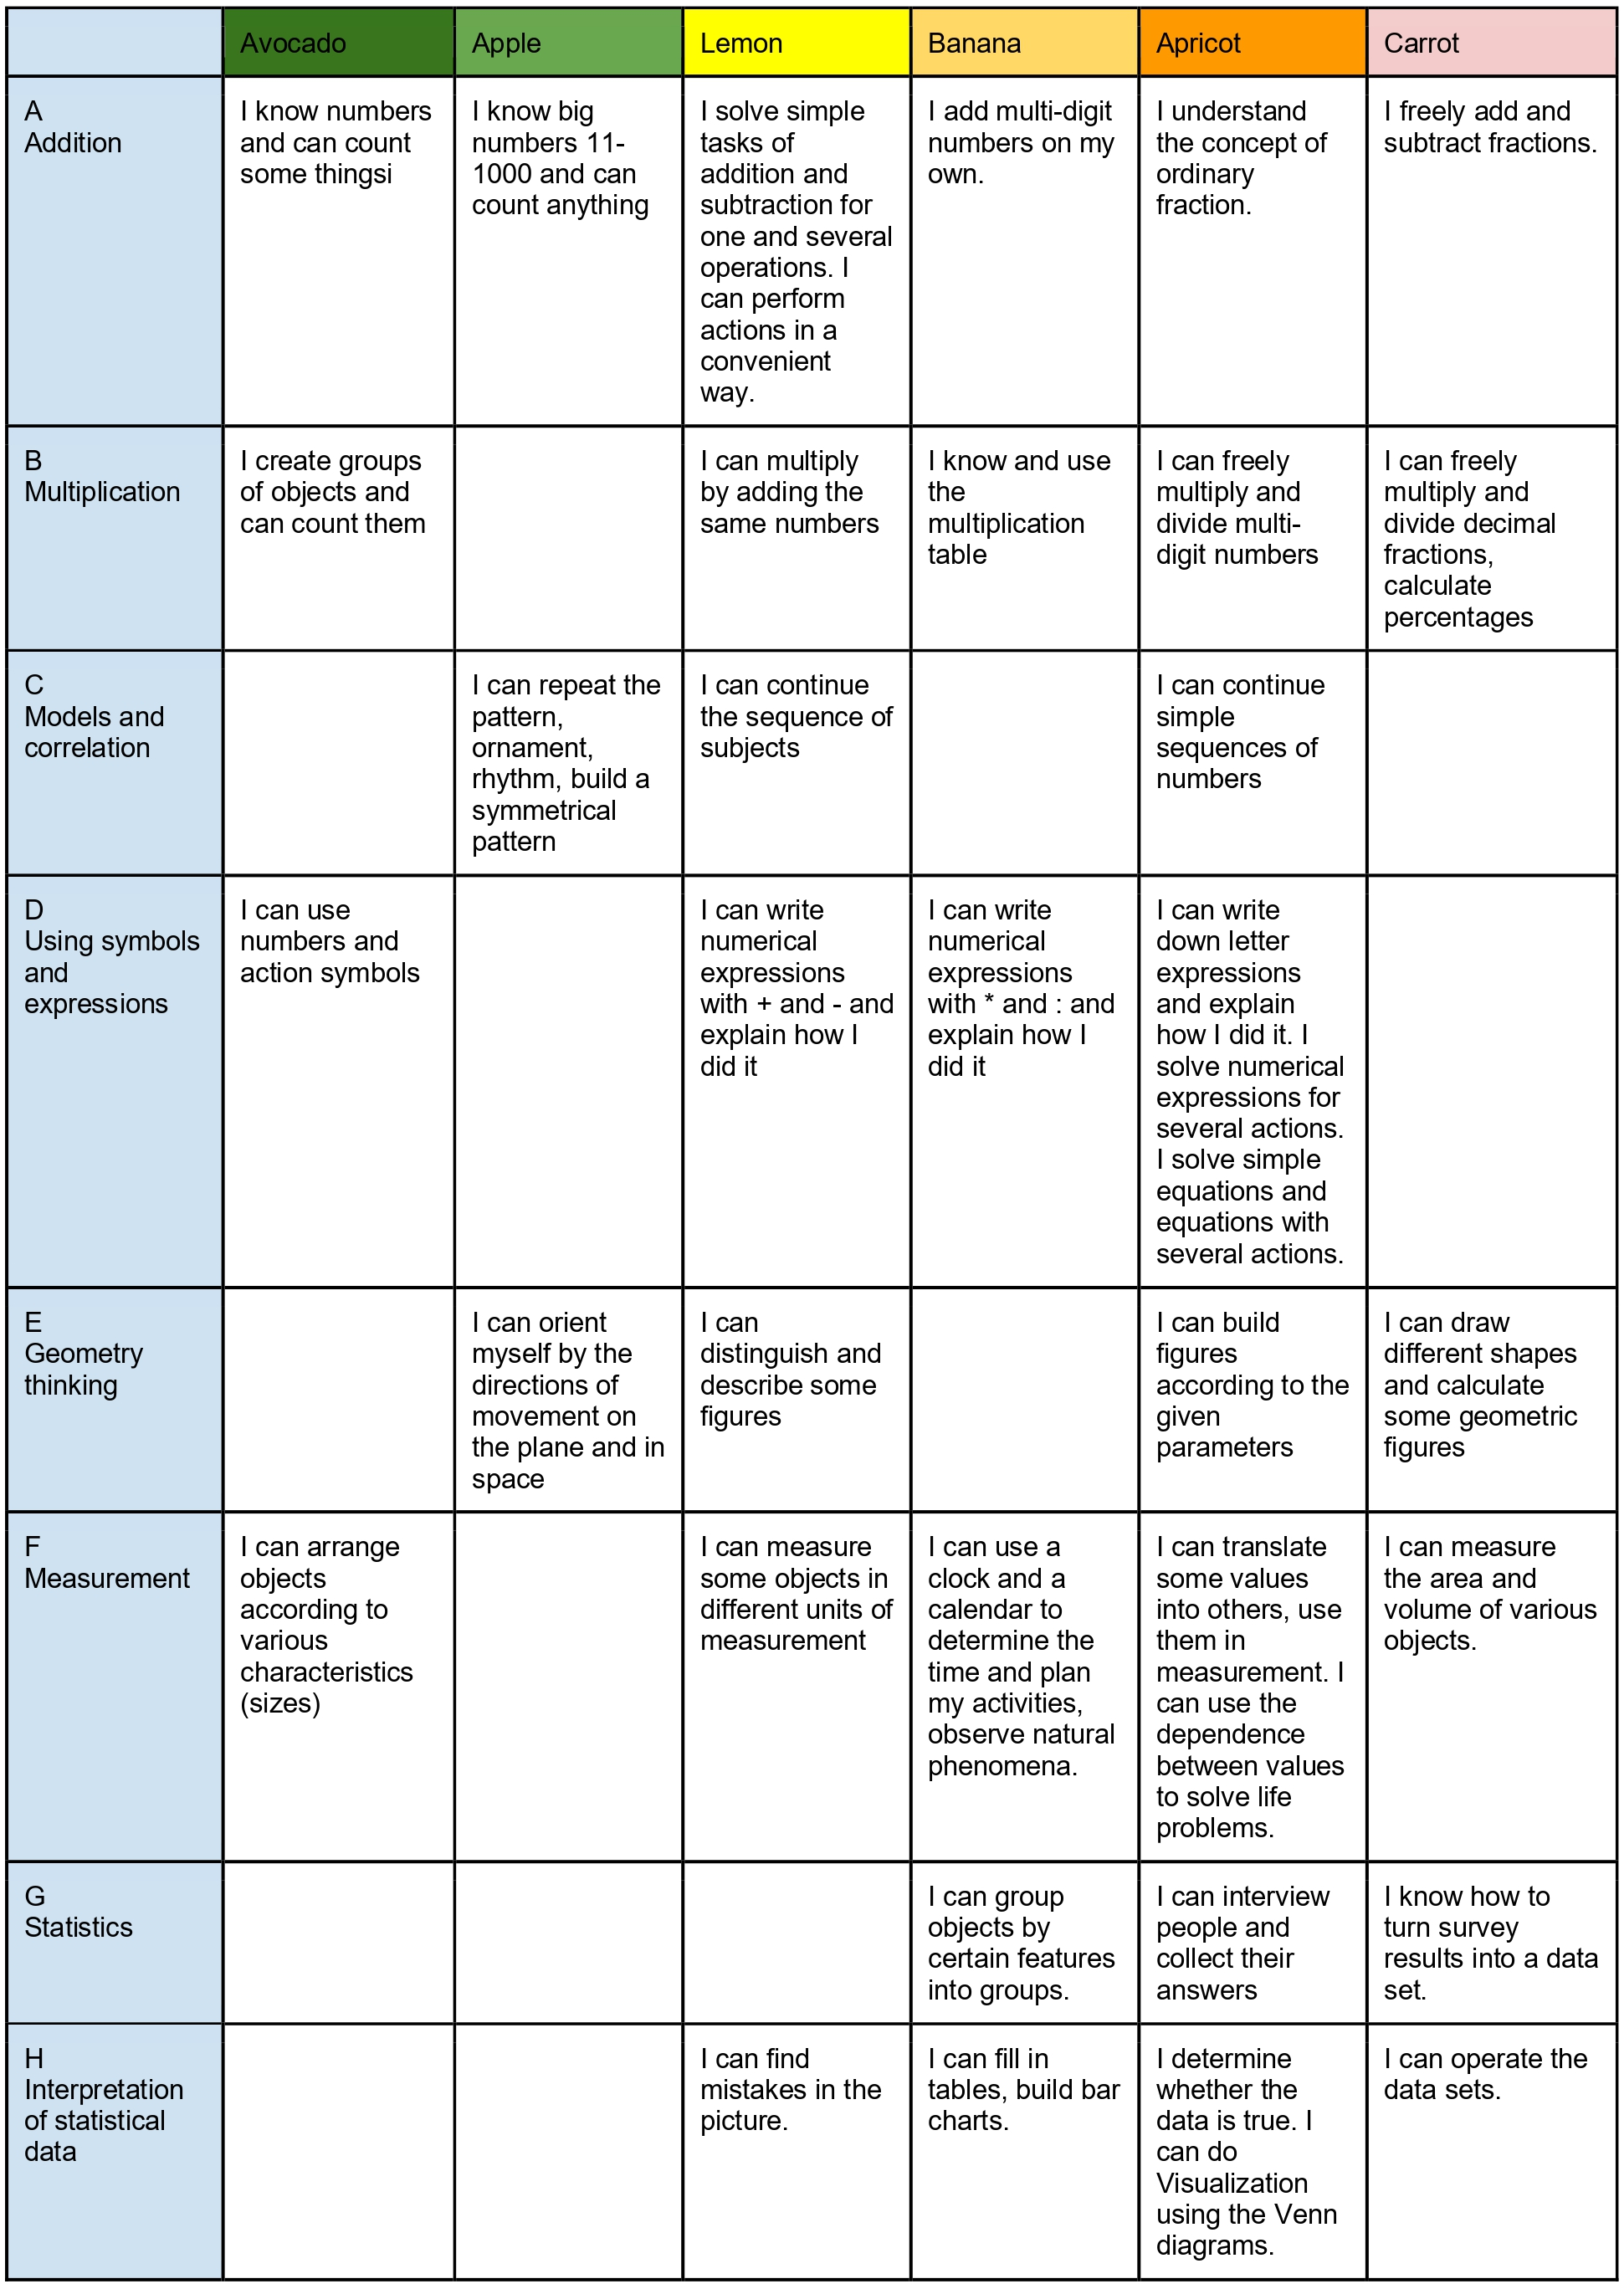 Avocado
Apple
Lemon
Banana
Apricot
Carrot
A
Addition
I know numbers
and can count
some thingsi
I know big
numbers 11-
1000 and can
count anything
I solve simple
tasks of
addition and
subtraction for
one and several
operations. I
can perform
actions in a
convenient
way.
I add multi-digit
numbers on my
own.
I understand
the concept of
ordinary
fraction.
I freely add and
subtract fractions.
B
Multiplication
I create groups
of objects and
can count them
I can multiply
by adding the
same numbers
I know and use
the
multiplication
table
I can freely
multiply and
divide multi-
digit numbers
I can freely
multiply and
divide decimal
fractions,
calculate
percentages
C
Models and
correlation
I can repeat the
pattern,
ornament,
rhythm, build a
symmetrical
pattern
I can continue
the sequence of
subjects
I can continue
simple
sequences of
numbers
D
Using symbols
and
expressions
I can use
numbers and
action symbols
I can write
numerical
expressions
with + and - and
explain how I
did it
I can write
numerical
expressions
with * and : and
explain how I
did it
I can write
down letter
expressions
and explain
how I did it. I
solve numerical
expressions for
several actions.
I solve simple
equations and
equations with
several actions.
E
Geometry
thinking
I can orient
myself by the
directions of
movement on
the plane and in
space
I can
distinguish and
describe some
figures
I can build
figures
according to the
given
parameters
I can draw
different shapes
and calculate
some geometric
figures
F
Measurement
I can arrange
objects
according to
various
characteristics
(sizes)
I can measure
some objects in
different units of
measurement
I can use a
clock and a
calendar to
determine the
time and plan
my activities,
observe natural
phenomena.
I can translate
some values
into others, use
them in
measurement. I
can use the
dependence
between values
to solve life
problems.
I can measure
the area and
volume of various
objects.
G
Statistics
I can group
objects by
certain features
into groups.
I can interview
people and
collect their
answers
I know how to
turn survey
results into a data
set.
H
Interpretation
of statistical
data
I can find
mistakes in the
picture.
I can fill in
tables, build bar
charts.
I determine
whether the
data is true. I
can do
Visualization
using the Venn
diagrams.
I can operate the
data sets.